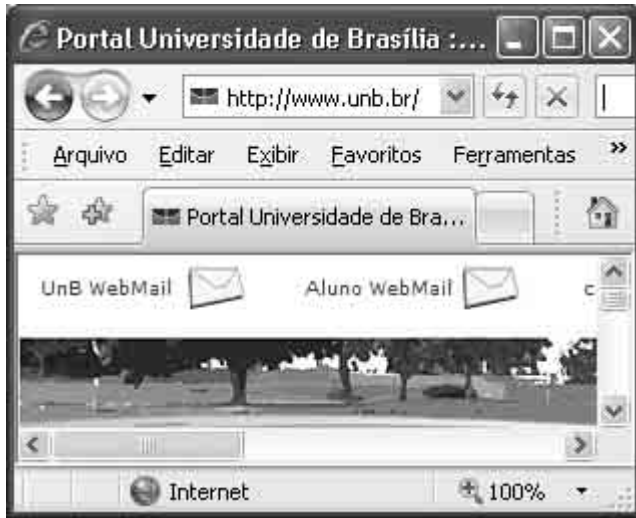 Portal Universidade de Brasília :...
http://www.unb.br/
Arquivo Editar Exibir Favoritos Ferramentas »
Portal Universidade de Bra...
UnB WebMail Aluno WebMail c
Internet 100%